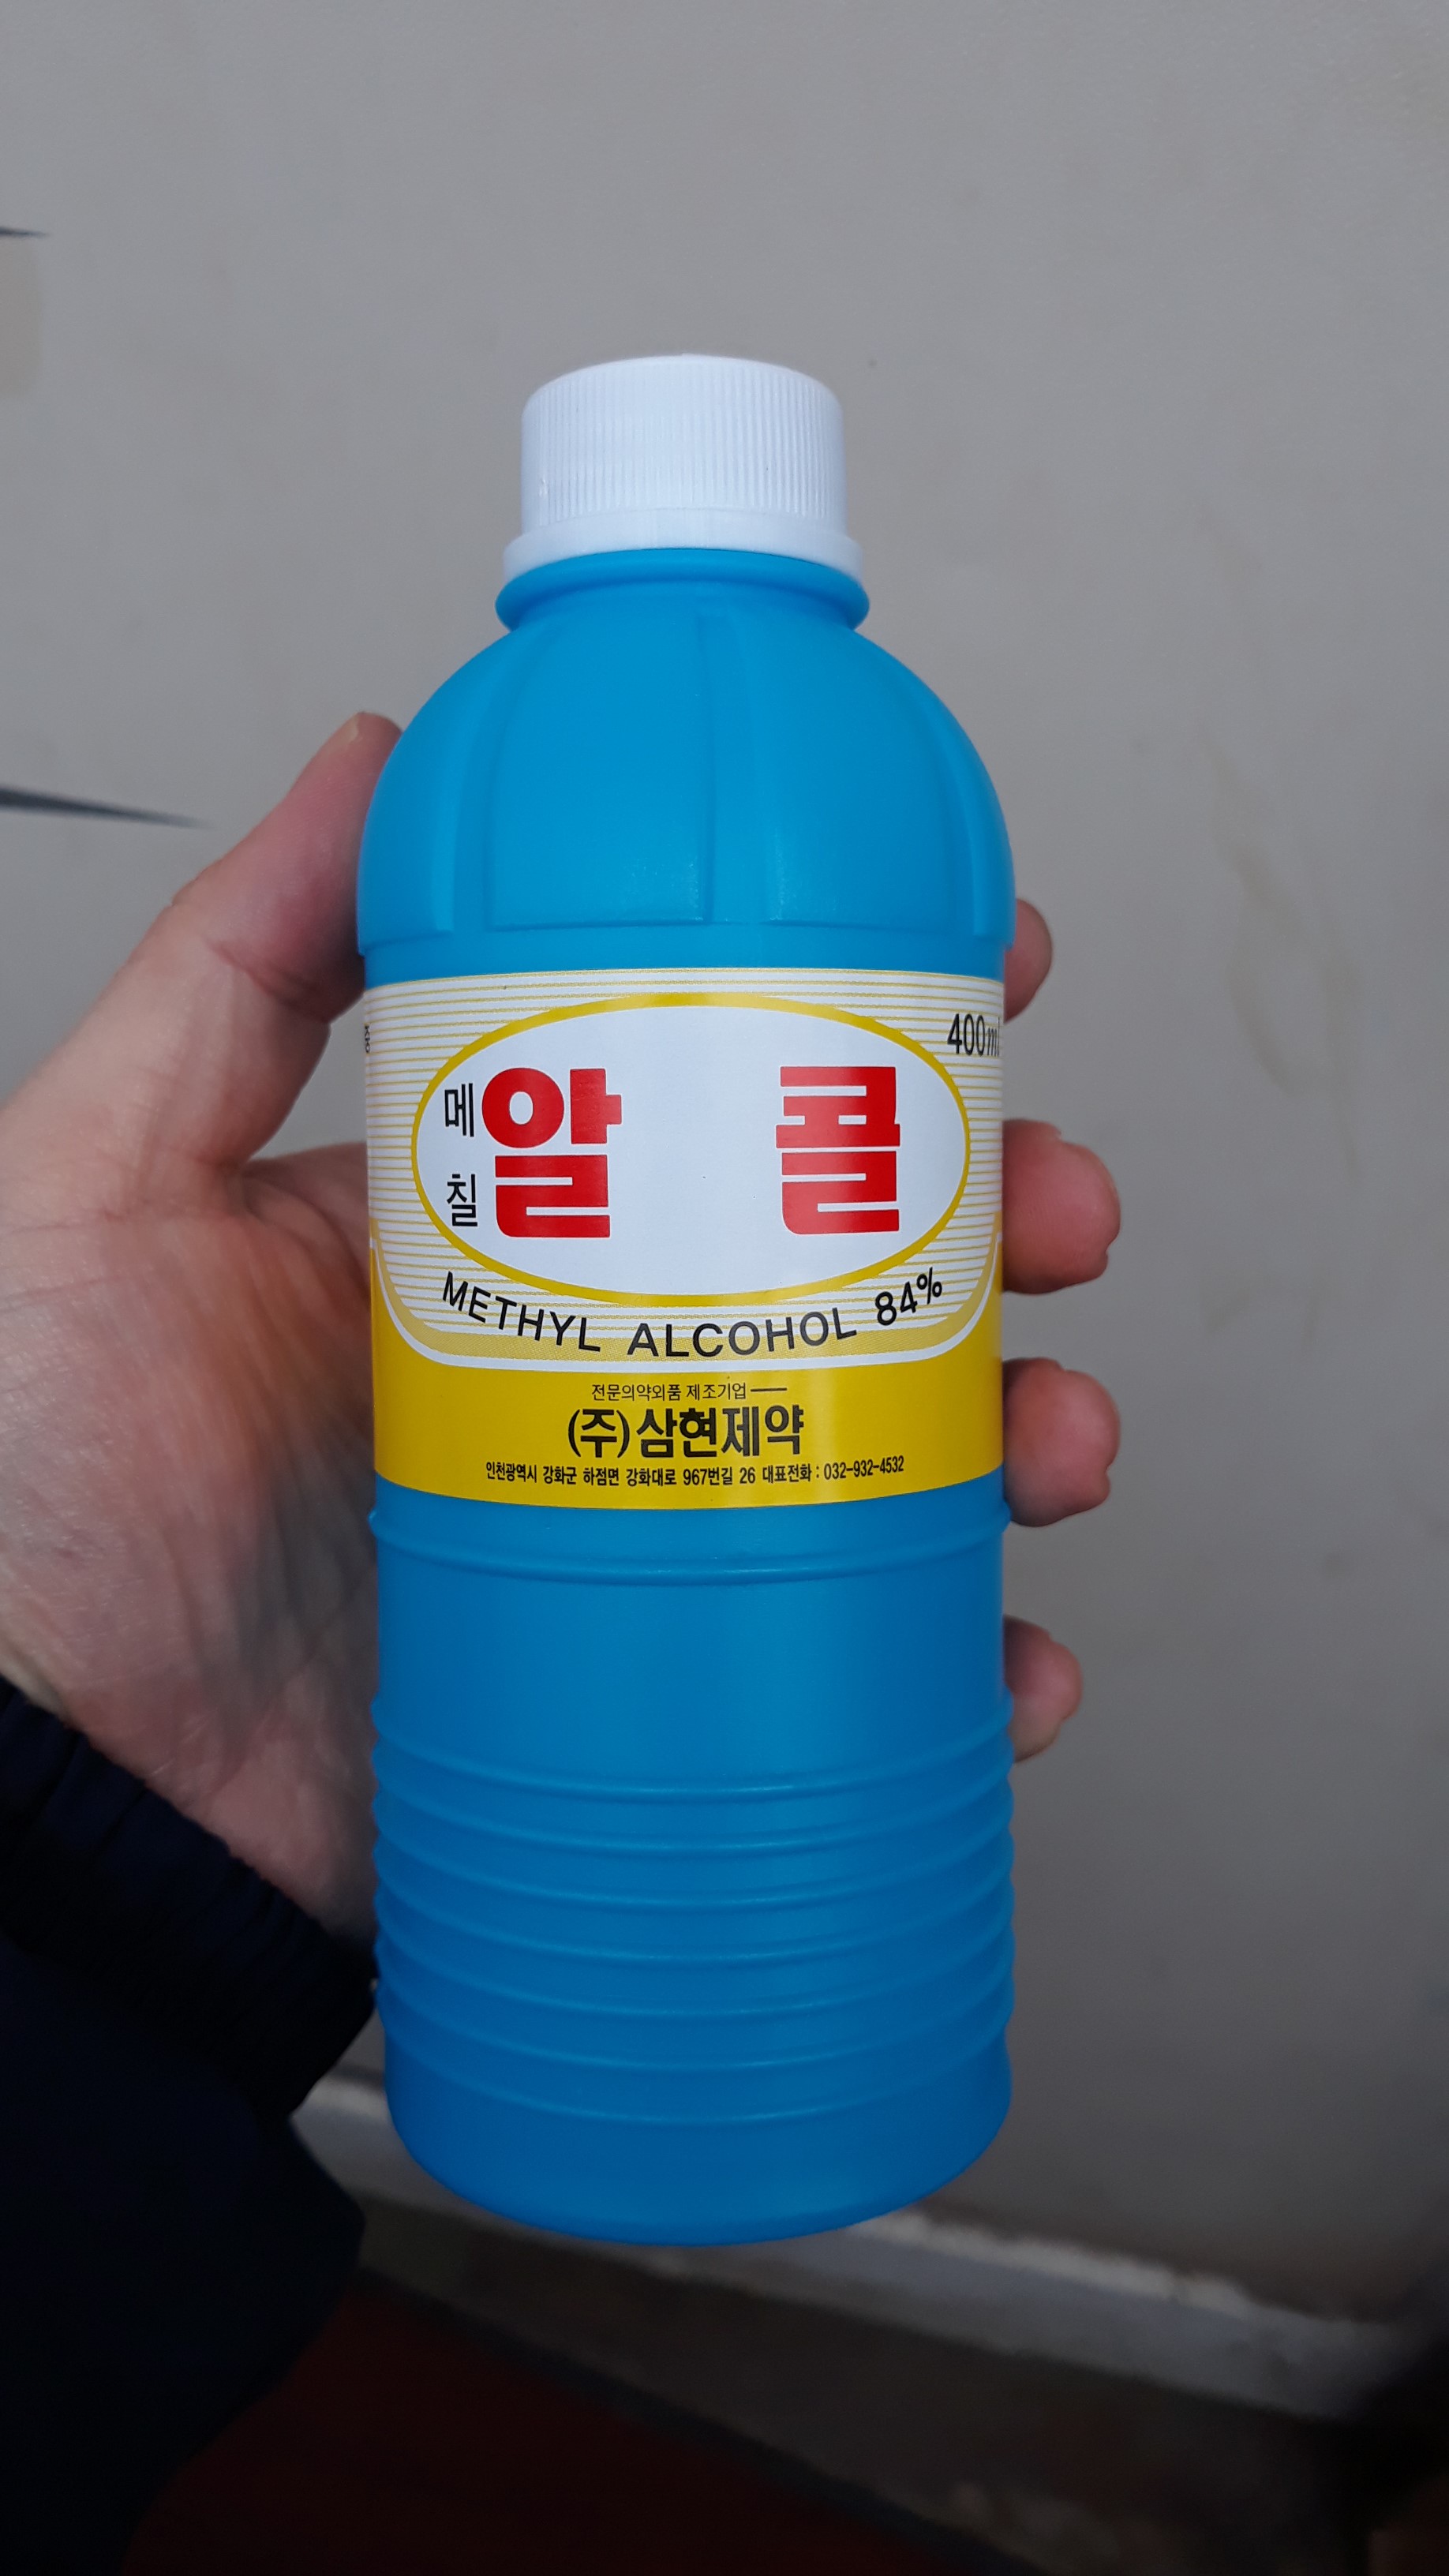 400ml
메칠 알콜
METHYL ALCOHOL 84%
전문의약외품 제조기업
(주)삼현제약
인천광역시 강화군 하점면 강화대로 967번길 26 대표전화 : 032-932-4532